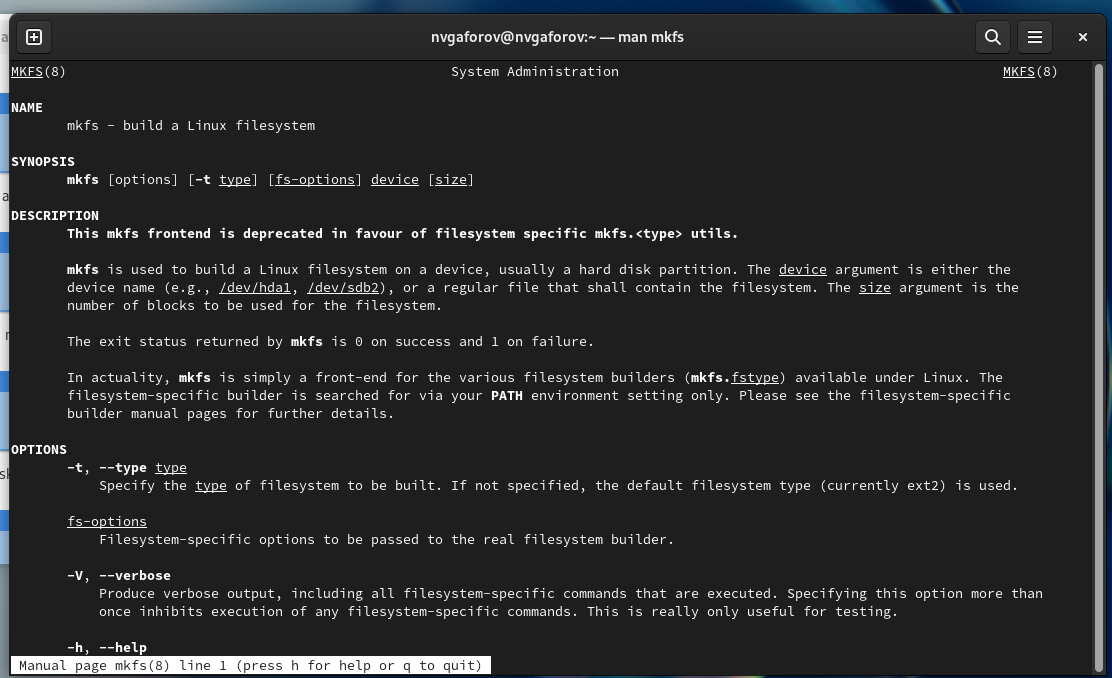 nvgaforov@nvgaforov:~ — man mkfs
MKFS(8) System Administration MKFS(8)
NAME
mkfs - build a Linux filesystem
SYNOPSIS
mkfs [options] [-t type] [fs-options] device [size]
DESCRIPTION
This mkfs frontend is deprecated in favour of filesystem specific mkfs.<type> utils.
mkfs is used to build a Linux filesystem on a device, usually a hard disk partition. The device argument is either the
device name (e.g., /dev/hda1, /dev/sdb2), or a regular file that shall contain the filesystem. The size argument is the
number of blocks to be used for the filesystem.
The exit status returned by mkfs is 0 on success and 1 on failure.
In actuality, mkfs is simply a front-end for the various filesystem builders (mkfs.fstype) available under Linux. The
filesystem-specific builder is searched for via your PATH environment setting only. Please see the filesystem-specific
builder manual pages for further details.
OPTIONS
-t, --type type
Specify the type of filesystem to be built. If not specified, the default filesystem type (currently ext2) is used.
fs-options
Filesystem-specific options to be passed to the real filesystem builder.
-V, --verbose
Produce verbose output, including all filesystem-specific commands that are executed. Specifying this option more than
once inhibits execution of any filesystem-specific commands. This is really only useful for testing.
-h, --help
Manual page mkfs(8) line 1 (press h for help or q to quit)